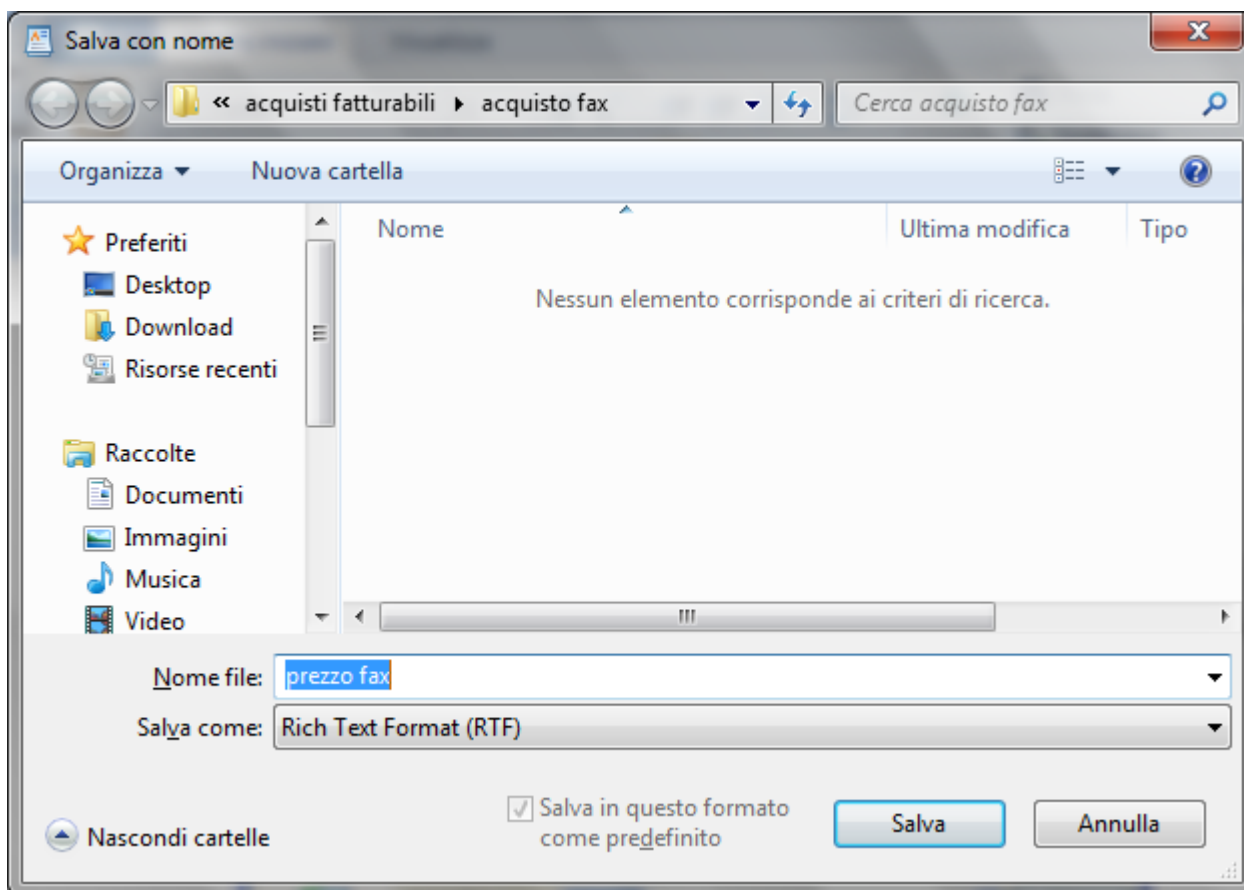 Salva con nome
« acquisti fatturabili ▸ acquisto fax
Cerca acquisto fax
Organizza
Nuova cartella
Preferiti
Desktop
Download
Risorse recenti
Raccolte
Documenti
Immagini
Musica
Video
Nome
Ultima modifica
Tipo
Nessun elemento corrisponde ai criteri di ricerca.
Nome file: prezzo fax
Salva come: Rich Text Format (RTF)
Nascondi cartelle
Salva in questo formato
come predefinito
Salva
Annulla